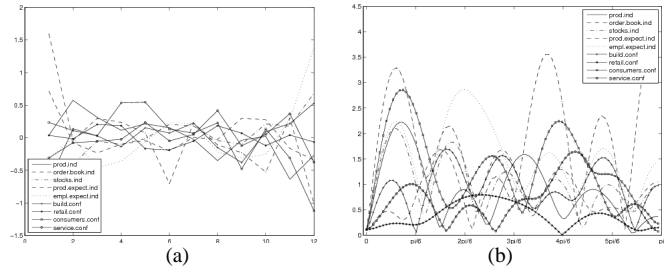 2
1.5
1
0.5
0
-0.5
-1
-1.5
prod.ind
order.book.ind
stocks.ind
prod.expect.ind
empl.expect.ind
build.conf
retail.conf
consumers.conf
service.conf
0 2 4 6 8 10 12
(a)
4.5
4
3.5
3
2.5
2
1.5
1
0.5
0
prod.ind
order.book.ind
stocks.ind
prod.expect.ind
empl.expect.ind
build.conf
retail.conf
consumers.conf
service.conf
0 pi/6 2pi/6 3pi/6 4pi/6 5pi/6 pi
(b)